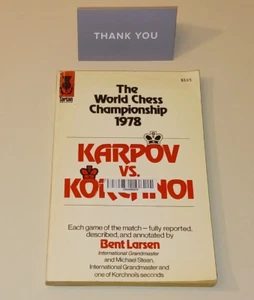 THANK YOU
tartan
The
World Chess
Championship
1978
KARPOV
VS.
KORCHNOI
Each game of the match – fully reported,
described, and annotated by
Bent Larsen
International Grandmaster
and Michael Stean,
International Grandmaster and
one of Korchnoi's seconds